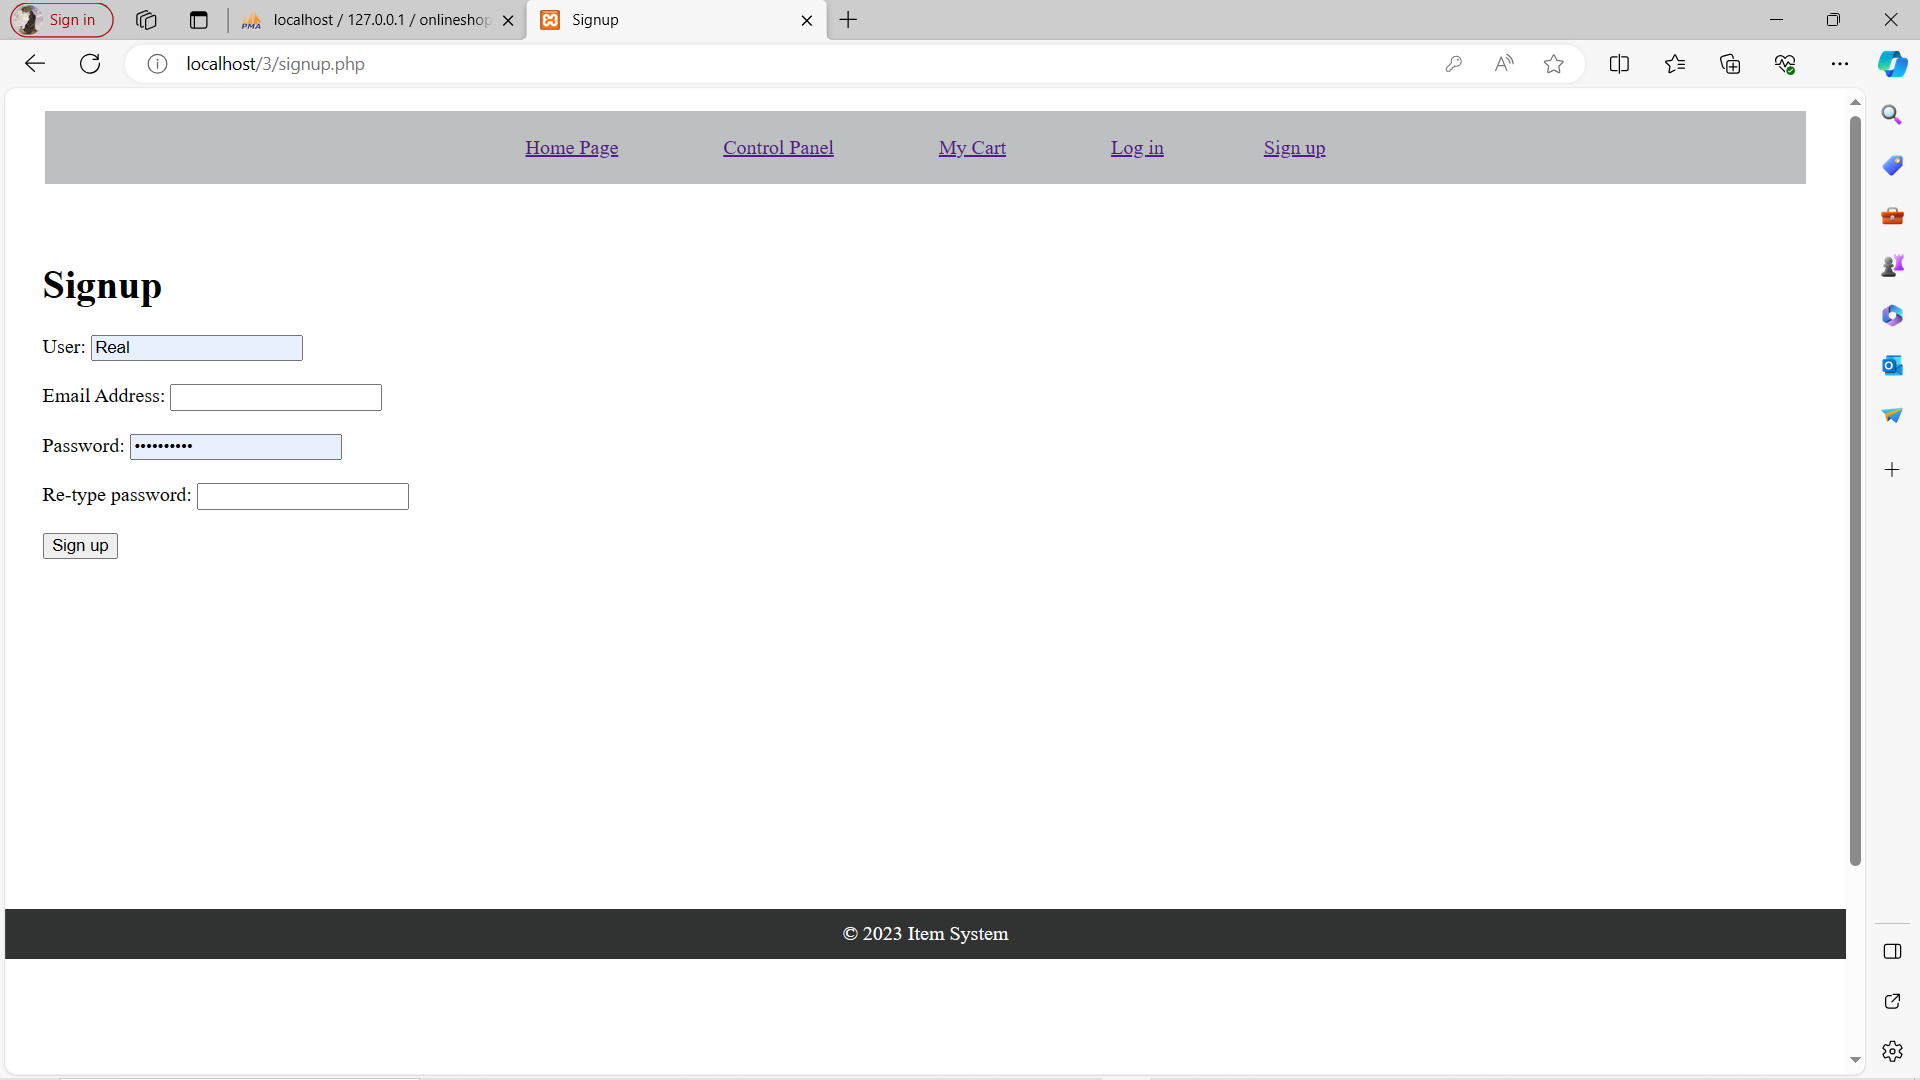 Sign in
PMA
localhost / 127.0.0.1 / onlineshop
Signup
localhost/3/signup.php
Home Page
Control Panel
My Cart
Log in
Sign up
Signup
User: Real
Email Address:
Password: ••••••••••
Re-type password:
Sign up
© 2023 Item System